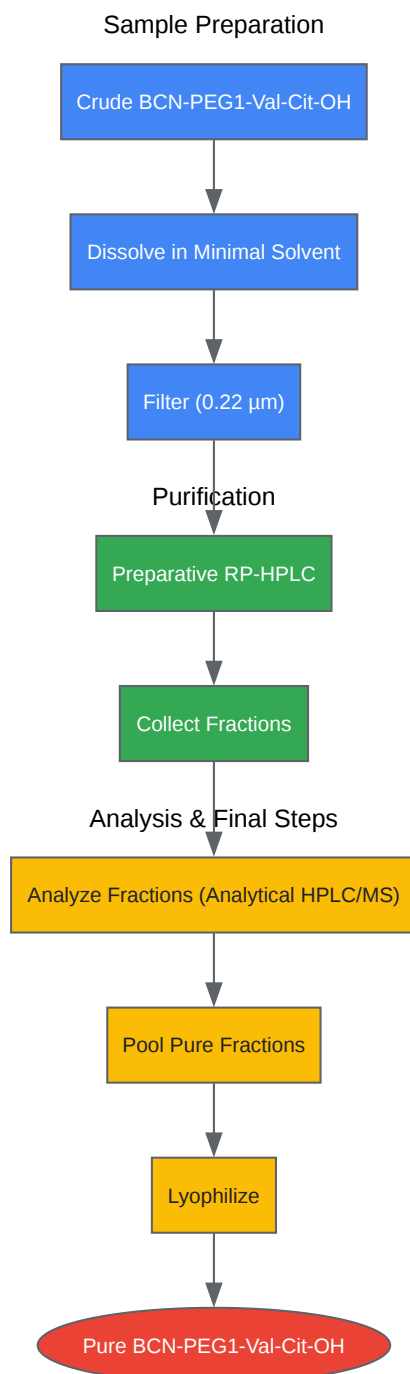 Sample Preparation
Crude BCN-PEG1-Val-Cit-OH
Dissolve in Minimal Solvent
Filter (0.22 µm)
Purification
Preparative RP-HPLC
Collect Fractions
Analysis & Final Steps
Analyze Fractions (Analytical HPLC/MS)
Pool Pure Fractions
Lyophilize
Pure BCN-PEG1-Val-Cit-OH